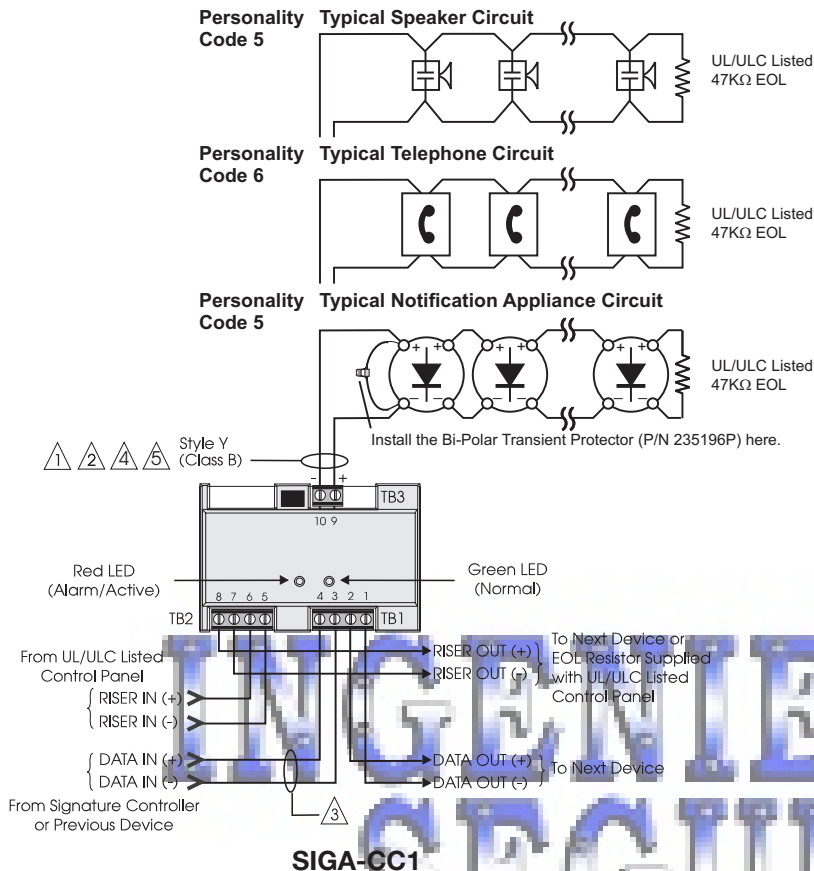 Personality Typical Speaker Circuit
Code 5
UL/ULC Listed
47KΩ EOL
Personality Typical Telephone Circuit
Code 6
UL/ULC Listed
47KΩ EOL
Personality Typical Notification Appliance Circuit
Code 5
+ +
+ +
+ +
UL/ULC Listed
47KΩ EOL
Install the Bi-Polar Transient Protector (P/N 235196P) here.
1 2 4 5
Style Y
(Class B)
- +
TB3
10 9
Red LED
(Alarm/Active)
Green LED
(Normal)
8 7 6 5 4 3 2 1
TB2 TB1
From UL/ULC Listed
Control Panel
RISER IN (+)
RISER IN (-)
RISER OUT (+)
RISER OUT (-)
To Next Device or
EOL Resistor Supplied
with UL/ULC Listed
Control Panel
DATA IN (+)
DATA IN (-)
DATA OUT (+)
DATA OUT (-)
To Next Device
From Signature Controller
or Previous Device
3
SIGA-CC1
INGENIE